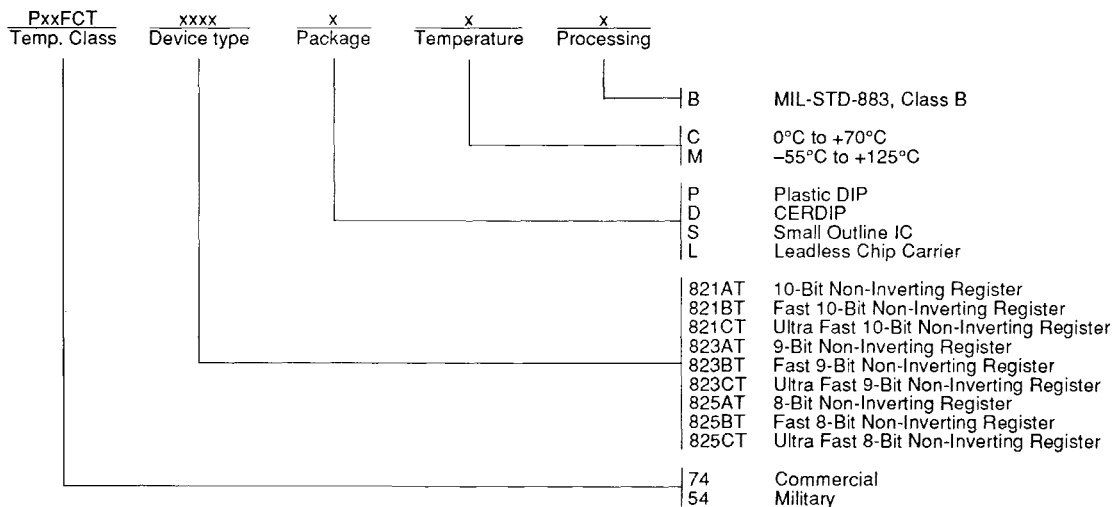 PxxFCT xxxx x x x
Temp. Class Device type Package Temperature Processing
B MIL-STD-883, Class B
C 0°C to +70°C
M –55°C to +125°C
P Plastic DIP
D CERDIP
S Small Outline IC
L Leadless Chip Carrier
821AT 10-Bit Non-Inverting Register
821BT Fast 10-Bit Non-Inverting Register
821CT Ultra Fast 10-Bit Non-Inverting Register
823AT 9-Bit Non-Inverting Register
823BT Fast 9-Bit Non-Inverting Register
823CT Ultra Fast 9-Bit Non-Inverting Register
825AT 8-Bit Non-Inverting Register
825BT Fast 8-Bit Non-Inverting Register
825CT Ultra Fast 8-Bit Non-Inverting Register
74 Commercial
54 Military